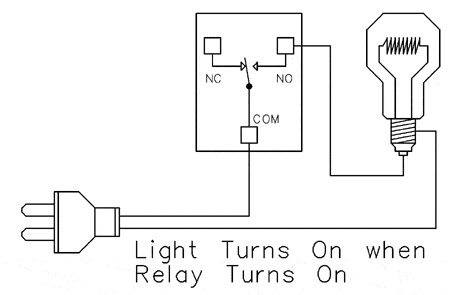 NC NO
COM
Light Turns On when
Relay Turns On